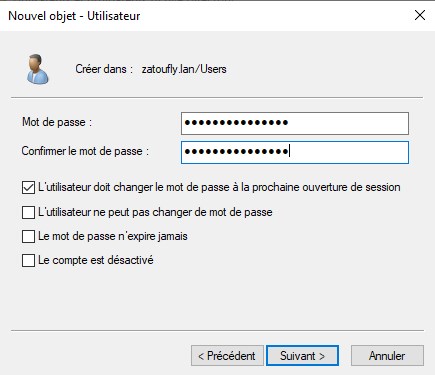 Nouvel objet - Utilisateur
Créer dans : zatoufly.lan/Users
Mot de passe : ●●●●●●●●●●●●●●●
Confirmer le mot de passe : ●●●●●●●●●●●●●●●
L'utilisateur doit changer le mot de passe à la prochaine ouverture de session
L'utilisateur ne peut pas changer de mot de passe
Le mot de passe n'expire jamais
Le compte est désactivé
< Précédent Suivant > Annuler